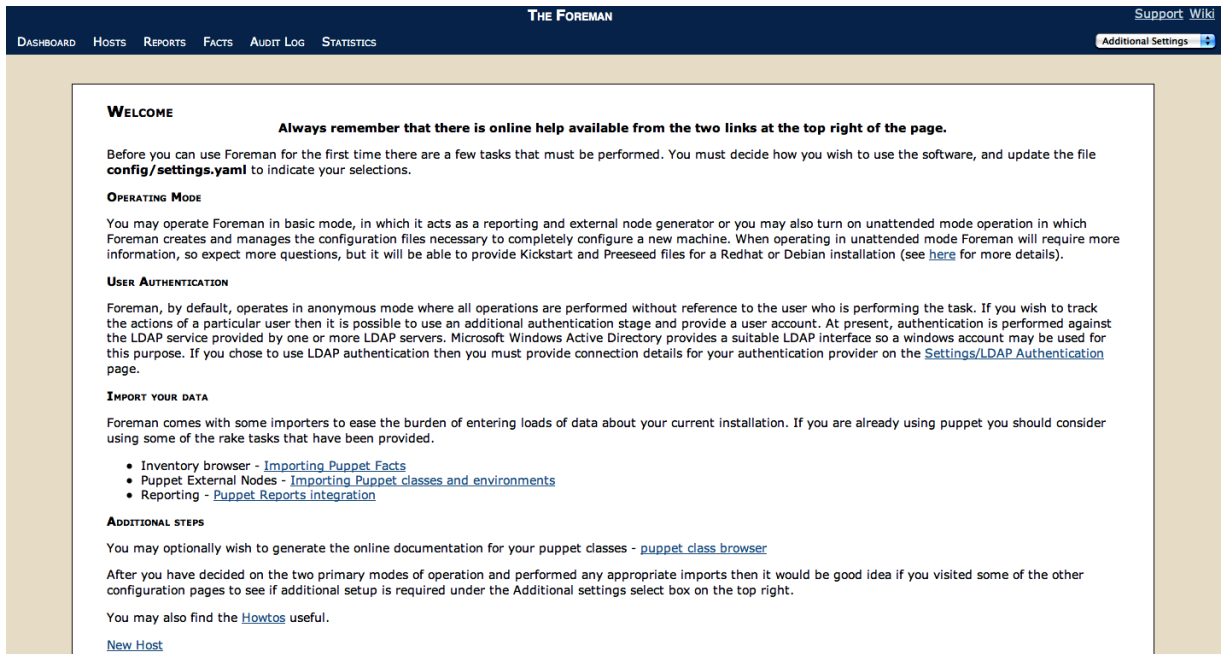 The Foreman
Support Wiki
Dashboard Hosts Reports Facts Audit Log Statistics
Additional Settings
Welcome
Always remember that there is online help available from the two links at the top right of the page.
Before you can use Foreman for the first time there are a few tasks that must be performed. You must decide how you wish to use the software, and update the file
config/settings.yaml to indicate your selections.
Operating Mode
You may operate Foreman in basic mode, in which it acts as a reporting and external node generator or you may also turn on unattended mode operation in which
Foreman creates and manages the configuration files necessary to completely configure a new machine. When operating in unattended mode Foreman will require more
information, so expect more questions, but it will be able to provide Kickstart and Preeseed files for a Redhat or Debian installation (see here for more details).
User Authentication
Foreman, by default, operates in anonymous mode where all operations are performed without reference to the user who is performing the task. If you wish to track
the actions of a particular user then it is possible to use an additional authentication stage and provide a user account. At present, authentication is performed against
the LDAP service provided by one or more LDAP servers. Microsoft Windows Active Directory provides a suitable LDAP interface so a windows account may be used for
this purpose. If you chose to use LDAP authentication then you must provide connection details for your authentication provider on the Settings/LDAP Authentication
page.
Import your data
Foreman comes with some importers to ease the burden of entering loads of data about your current installation. If you are already using puppet you should consider
using some of the rake tasks that have been provided.
• Inventory browser - Importing Puppet Facts
• Puppet External Nodes - Importing Puppet classes and environments
• Reporting - Puppet Reports integration
Additional steps
You may optionally wish to generate the online documentation for your puppet classes - puppet class browser
After you have decided on the two primary modes of operation and performed any appropriate imports then it would be good idea if you visited some of the other
configuration pages to see if additional setup is required under the Additional settings select box on the top right.
You may also find the Howtos useful.
New Host